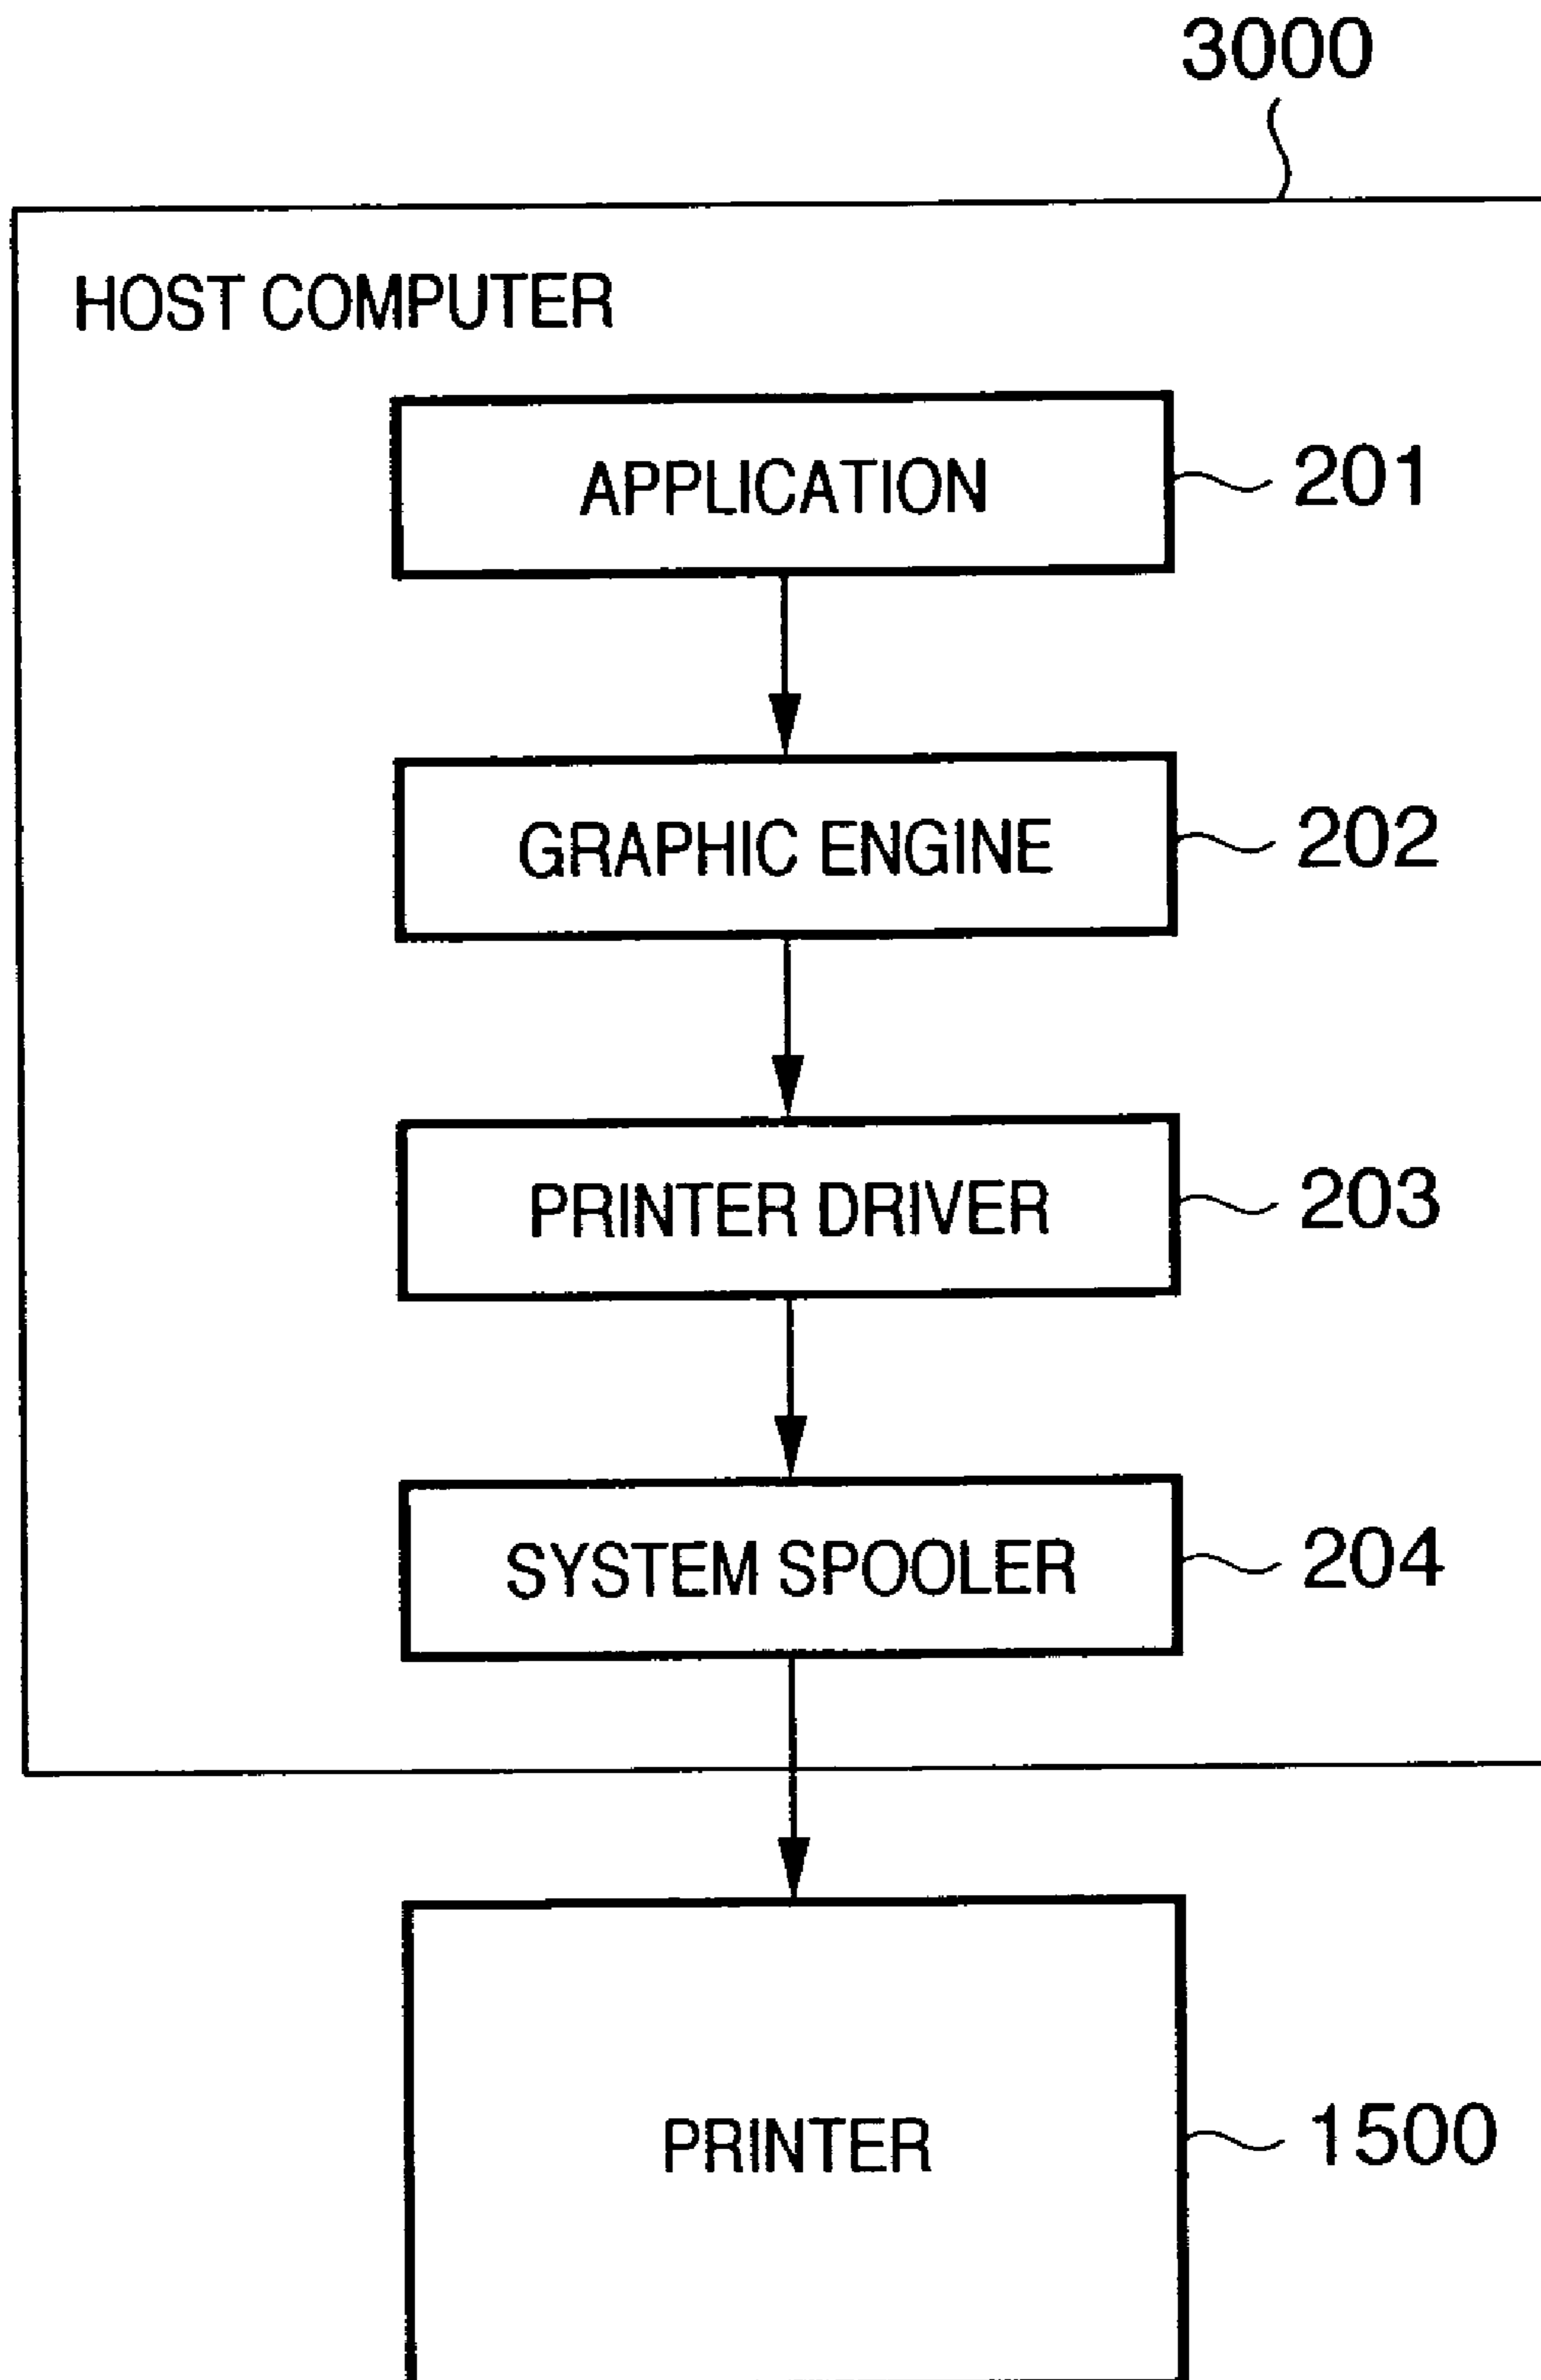 3000
HOST COMPUTER
APPLICATION 201
GRAPHIC ENGINE 202
PRINTER DRIVER 203
SYSTEM SPOOLER 204
PRINTER 1500